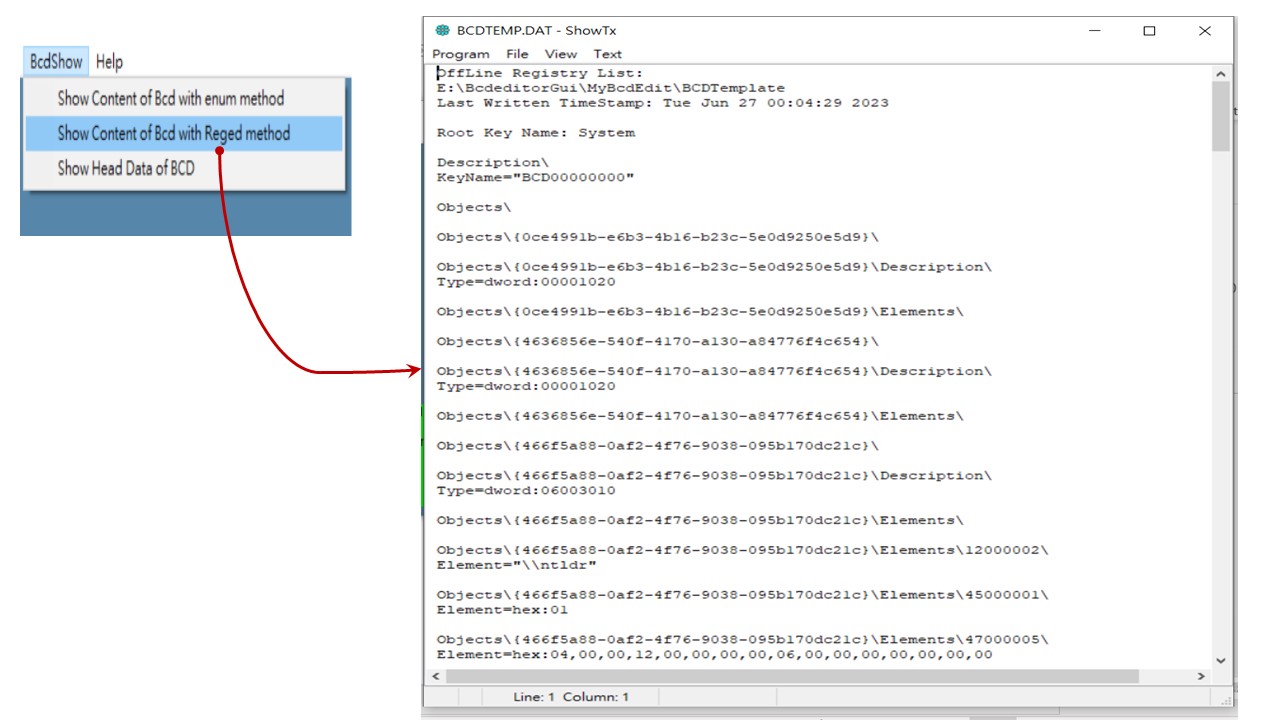 BcdShow Help
Show Content of Bcd with enum method
Show Content of Bcd with Reged method
Show Head Data of BCD
BCDTEMP.DAT - ShowTx
Program File View Text
OffLine Registry List:
E:\BcdeditorGui\MyBcdEdit\BCDTemplate
Last Written TimeStamp: Tue Jun 27 00:04:29 2023
Root Key Name: System
Description\
KeyName="BCD00000000"
Objects\
Objects\{0ce4991b-e6b3-4b16-b23c-5e0d9250e5d9}\
Objects\{0ce4991b-e6b3-4b16-b23c-5e0d9250e5d9}\Description\
Type=dword:00001020
Objects\{0ce4991b-e6b3-4b16-b23c-5e0d9250e5d9}\Elements\
Objects\{4636856e-540f-4170-a130-a84776f4c654}\
Objects\{4636856e-540f-4170-a130-a84776f4c654}\Description\
Type=dword:00001020
Objects\{4636856e-540f-4170-a130-a84776f4c654}\Elements\
Objects\{466f5a88-0af2-4f76-9038-095b170dc21c}\
Objects\{466f5a88-0af2-4f76-9038-095b170dc21c}\Description\
Type=dword:06003010
Objects\{466f5a88-0af2-4f76-9038-095b170dc21c}\Elements\
Objects\{466f5a88-0af2-4f76-9038-095b170dc21c}\Elements\12000002\
Element="\\ntldr"
Objects\{466f5a88-0af2-4f76-9038-095b170dc21c}\Elements\45000001\
Element=hex:01
Objects\{466f5a88-0af2-4f76-9038-095b170dc21c}\Elements\47000005\
Element=hex:04,00,00,12,00,00,00,00,06,00,00,00,00,00,00,00
Line: 1 Column: 1